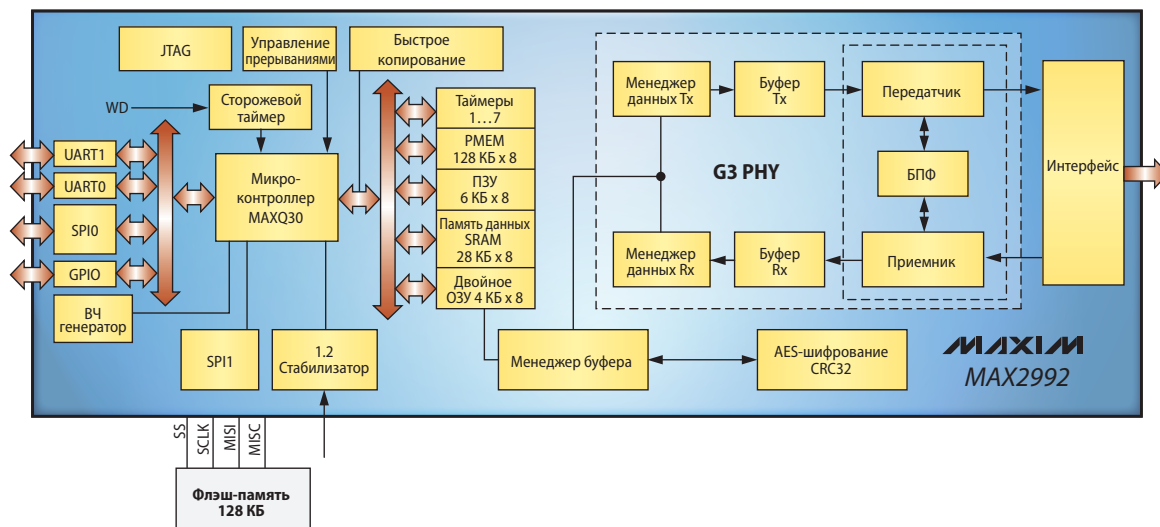 JTAG
Управление
прерываниями
Быстрое
копирование
WD
Сторожевой
таймер
UART1
UART0
SPI0
GPIO
ВЧ
генератор
Микро-
контроллер
MAXQ30
SPI1
1.2
Стабилизатор
Таймеры
1...7
PMEM
128 КБ x 8
ПЗУ
6 КБ x 8
Память данных
SRAM
28 КБ x 8
Двойное
ОЗУ 4 КБ x 8
Менеджер
данных Tx
Буфер
Tx
Передатчик
G3 PHY
БПФ
Менеджер
данных Rx
Буфер
Rx
Приемник
Интерфейс
Менеджер буфера
AES-шифрование
CRC32
MAXIM
MAX2992
SS
SCLK
MISI
MISC
Флэш-память
128 КБ